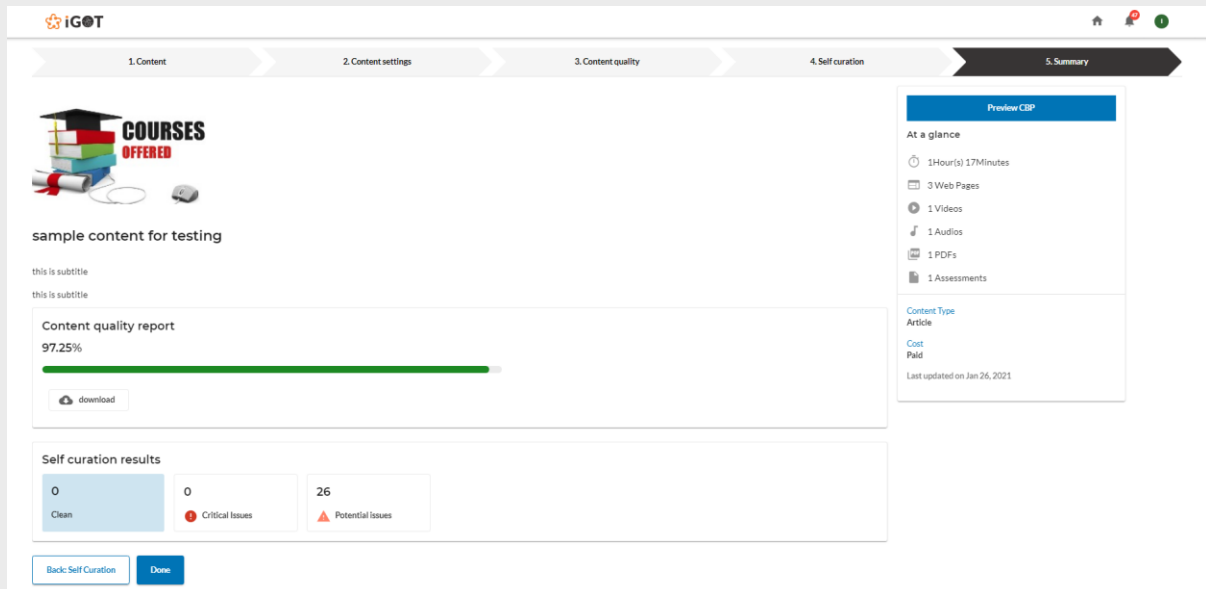 iGOT
47
I
1. Content
2. Content settings
3. Content quality
4. Self curation
5. Summary
COURSES
OFFERED
sample content for testing
this is subtitle
this is subtitle
Content quality report
97.25%
download
Self curation results
0
Clean
0
Critical Issues
26
Potential issues
Back: Self Curation
Done
Preview CBP
At a glance
1Hour(s) 17Minutes
3 Web Pages
1 Videos
1 Audios
1 PDFs
1 Assessments
Content Type
Article
Cost
Paid
Last updated on Jan 26, 2021